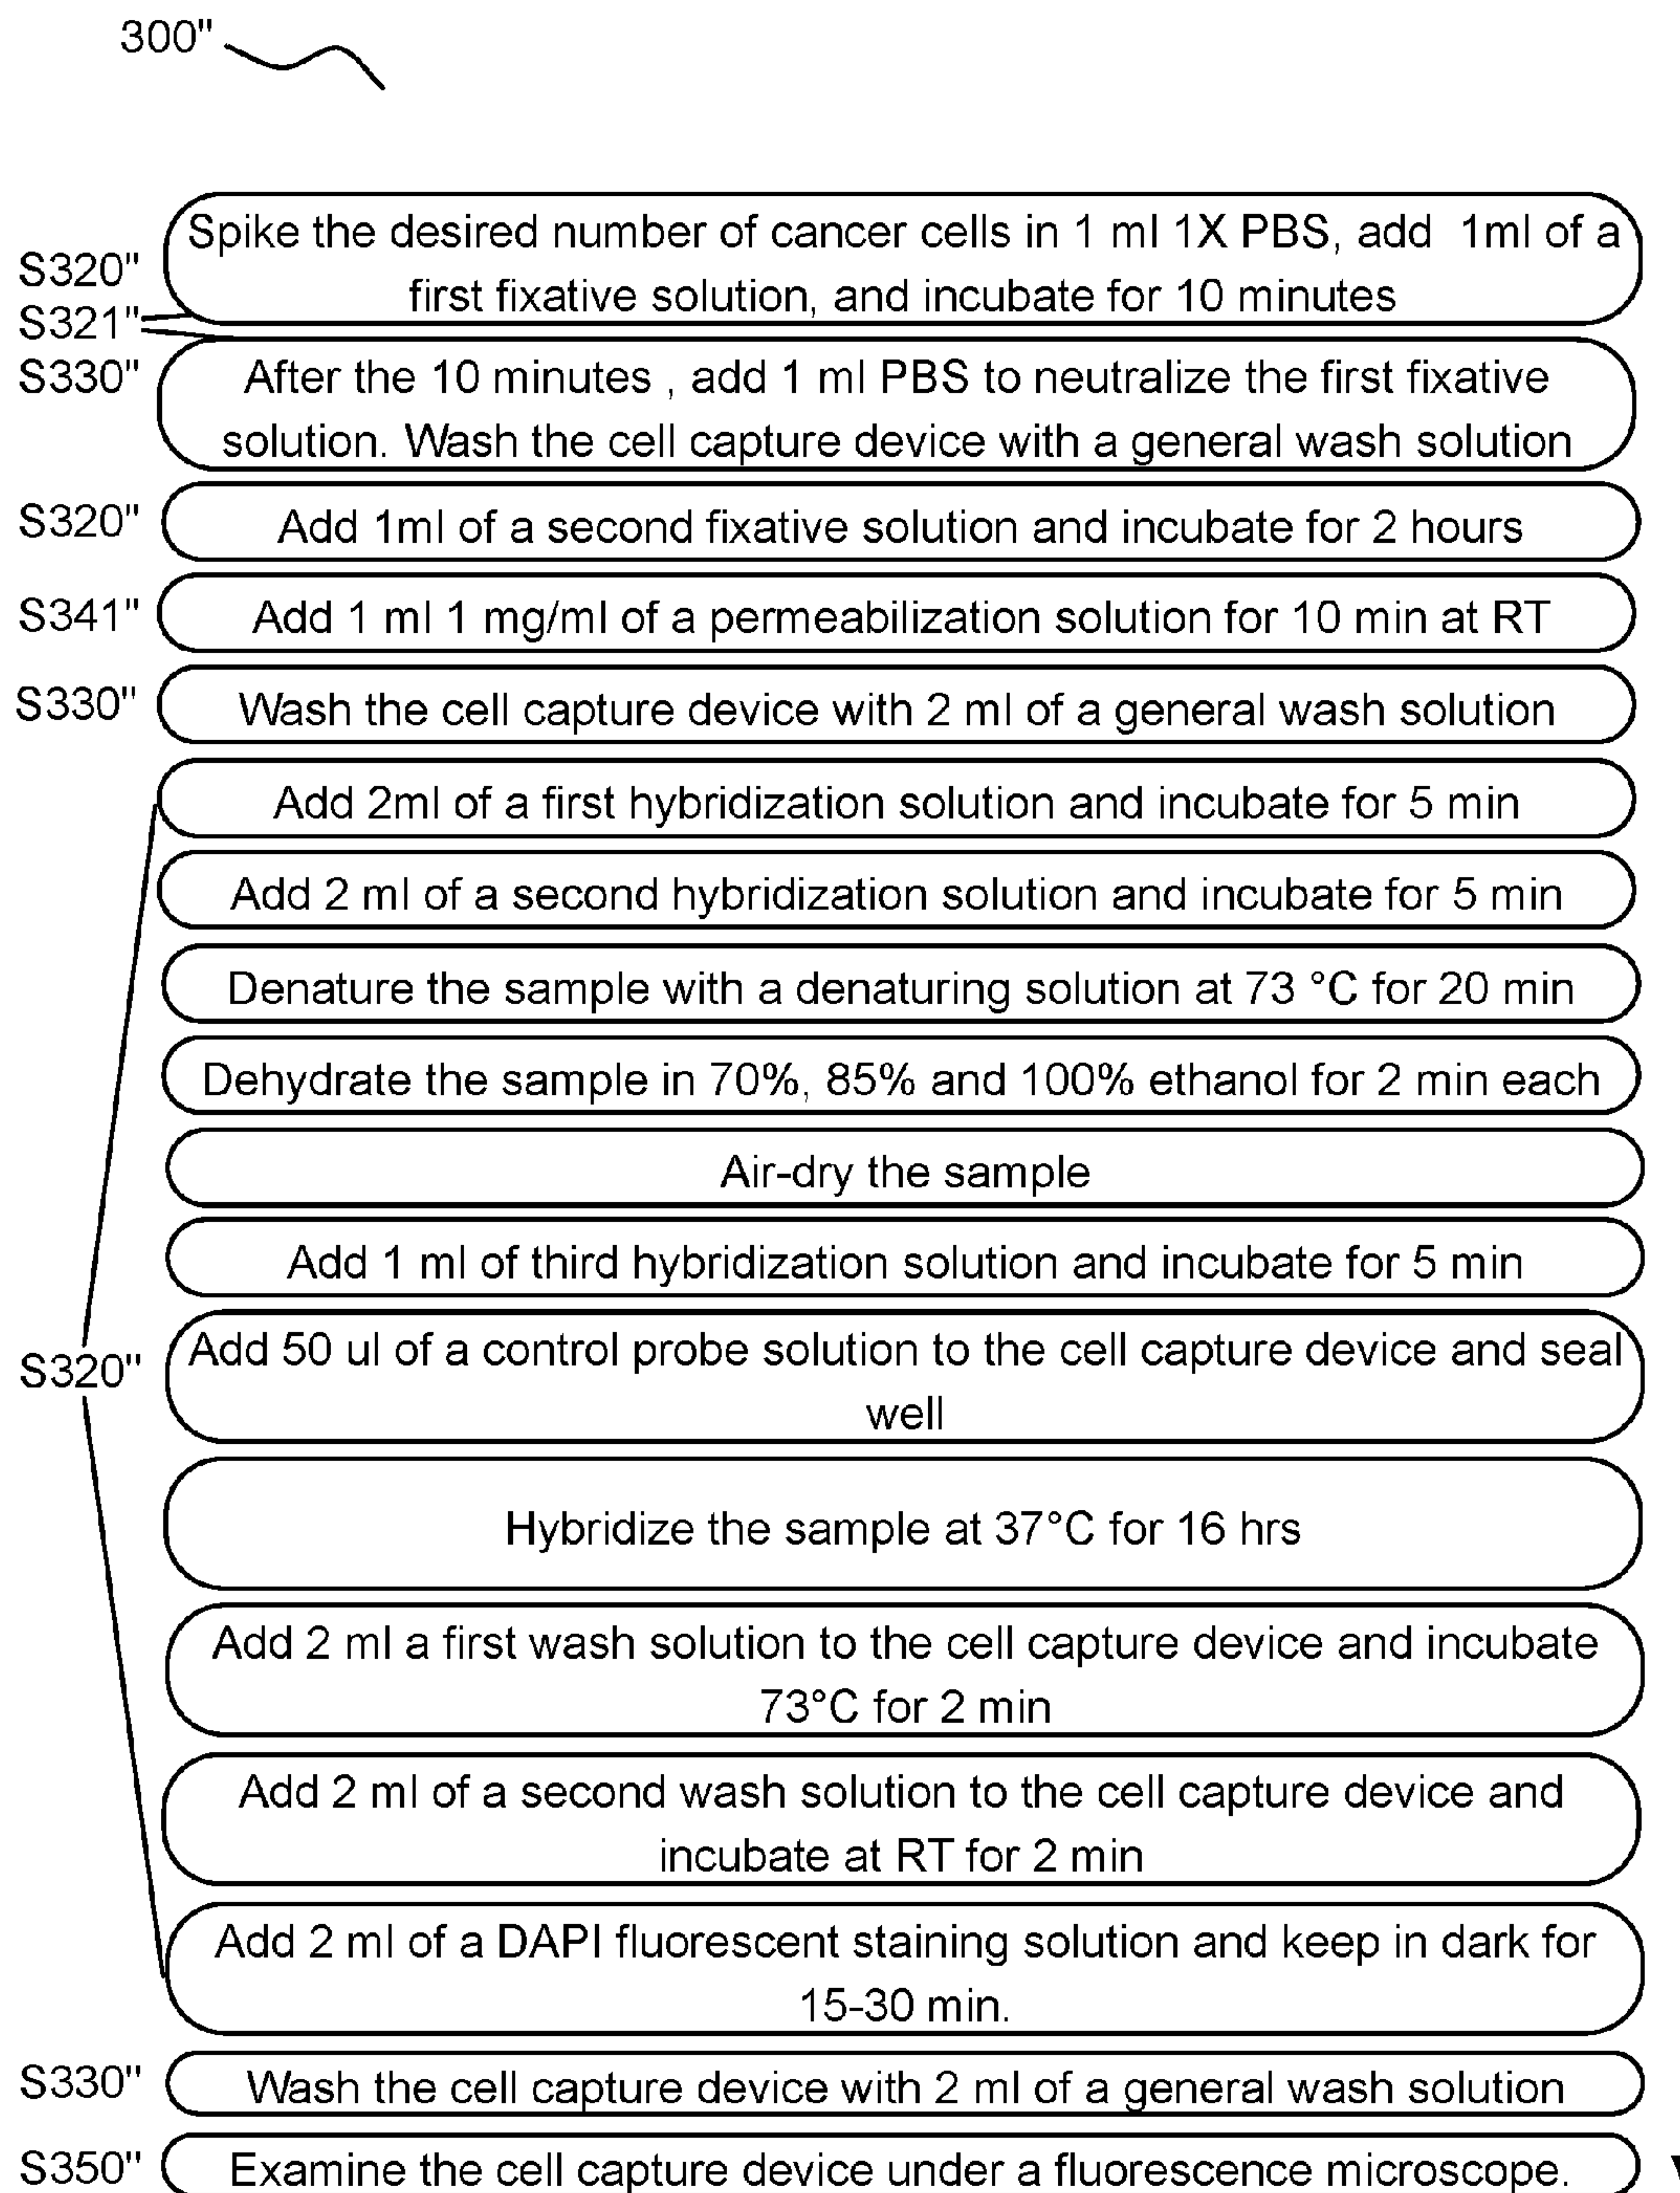 300"
S320"
Spike the desired number of cancer cells in 1 ml 1X PBS, add 1ml of a
first fixative solution, and incubate for 10 minutes
S321"
S330"
After the 10 minutes , add 1 ml PBS to neutralize the first fixative
solution. Wash the cell capture device with a general wash solution
S320"
Add 1ml of a second fixative solution and incubate for 2 hours
S341"
Add 1 ml 1 mg/ml of a permeabilization solution for 10 min at RT
S330"
Wash the cell capture device with 2 ml of a general wash solution
Add 2ml of a first hybridization solution and incubate for 5 min
Add 2 ml of a second hybridization solution and incubate for 5 min
Denature the sample with a denaturing solution at 73 °C for 20 min
Dehydrate the sample in 70%, 85% and 100% ethanol for 2 min each
Air-dry the sample
Add 1 ml of third hybridization solution and incubate for 5 min
S320"
Add 50 ul of a control probe solution to the cell capture device and seal
well
Hybridize the sample at 37°C for 16 hrs
Add 2 ml a first wash solution to the cell capture device and incubate
73°C for 2 min
Add 2 ml of a second wash solution to the cell capture device and
incubate at RT for 2 min
Add 2 ml of a DAPI fluorescent staining solution and keep in dark for
15-30 min.
S330"
Wash the cell capture device with 2 ml of a general wash solution
S350"
Examine the cell capture device under a fluorescence microscope.